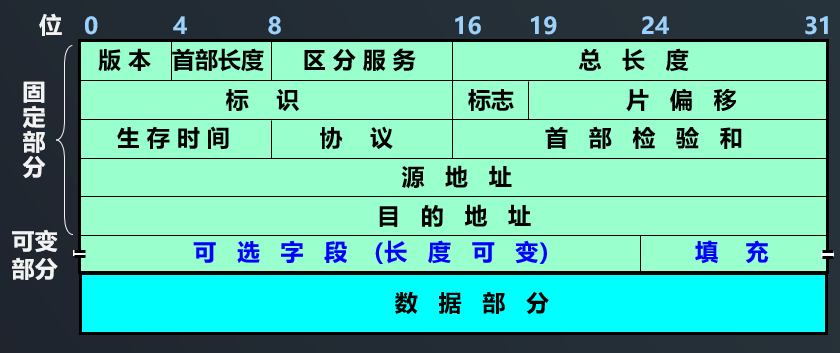 位 0 4 8 16 19 24 31
版 本 首部长度 区 分 服 务 总 长 度
标 识 标志 片 偏 移
生 存 时 间 协 议 首 部 检 验 和
源 地 址
目 的 地 址
可 选 字 段 (长 度 可 变) 填 充
数 据 部 分
固定部分
可变
部分